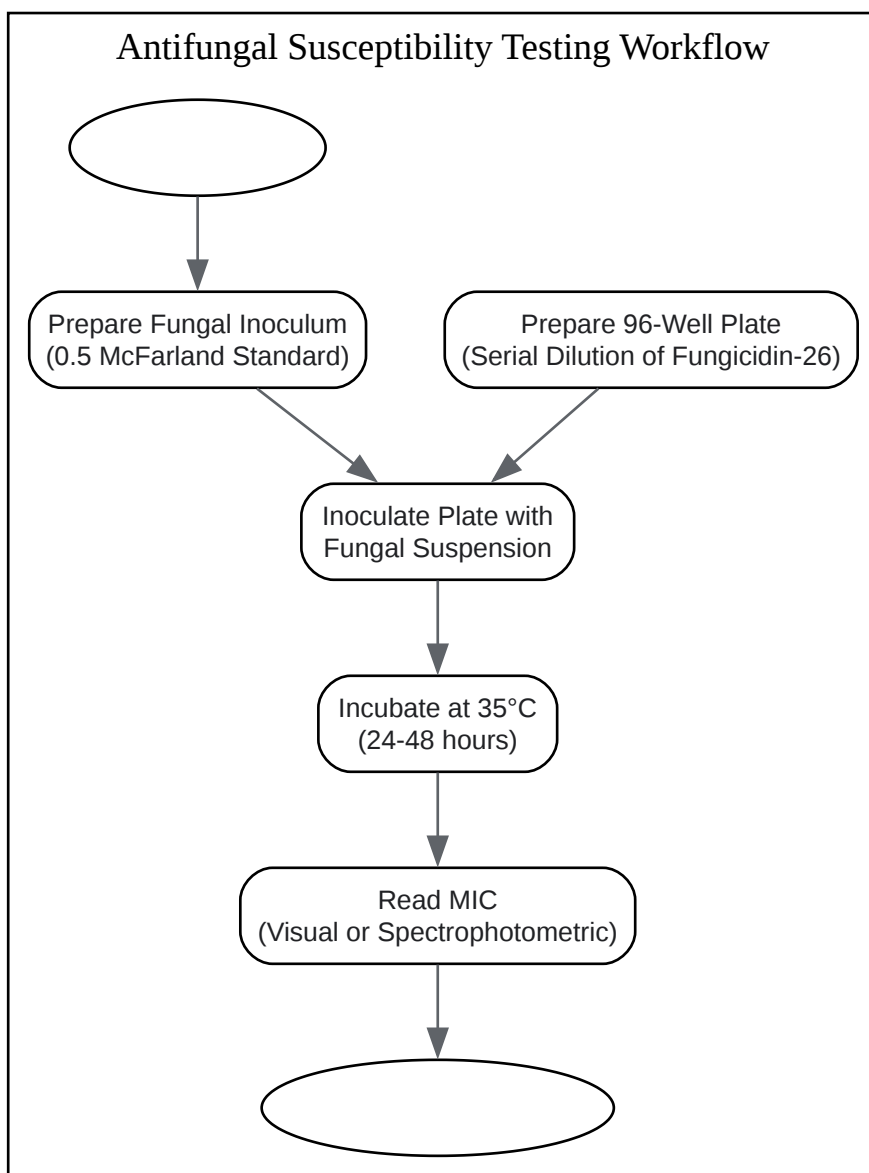 Antifungal Susceptibility Testing Workflow
Prepare Fungal Inoculum
(0.5 McFarland Standard)
Prepare 96-Well Plate
(Serial Dilution of Fungicidin-26)
Inoculate Plate with
Fungal Suspension
Incubate at 35°C
(24-48 hours)
Read MIC
(Visual or Spectrophotometric)